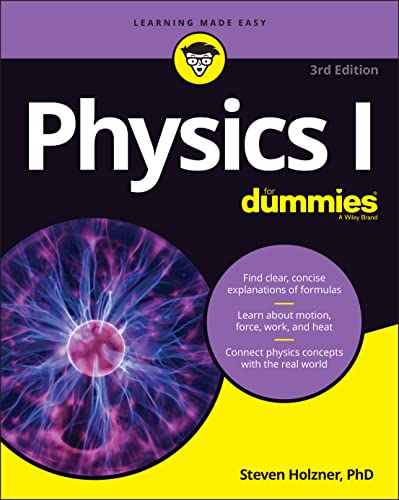 LEARNING MADE EASY
3rd Edition
Physics I
for
dummies®
A Wiley Brand
Find clear, concise
explanations of formulas
Learn about motion,
force, work, and heat
Connect physics concepts
with the real world
Steven Holzner, PhD